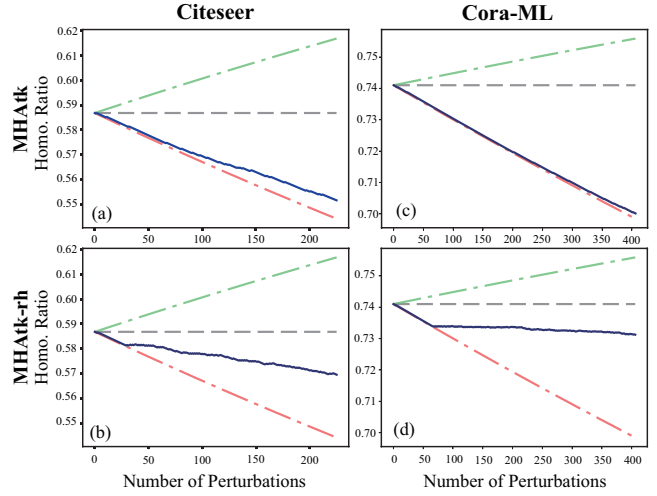 Citeseer
Cora-ML
MHAtk
Homo. Ratio
0.62
0.61
0.60
0.59
0.58
0.57
0.56
0.55
(a)
0 50 100 150 200
0.75
0.74
0.73
0.72
0.71
0.70
(c)
0 50 100 150 200 250 300 350 400
MHAtk-rh
Homo. Ratio
0.62
0.61
0.60
0.59
0.58
0.57
0.56
0.55
(b)
0 50 100 150 200
Number of Perturbations
0.75
0.74
0.73
0.72
0.71
0.70
(d)
0 50 100 150 200 250 300 350 400
Number of Perturbations